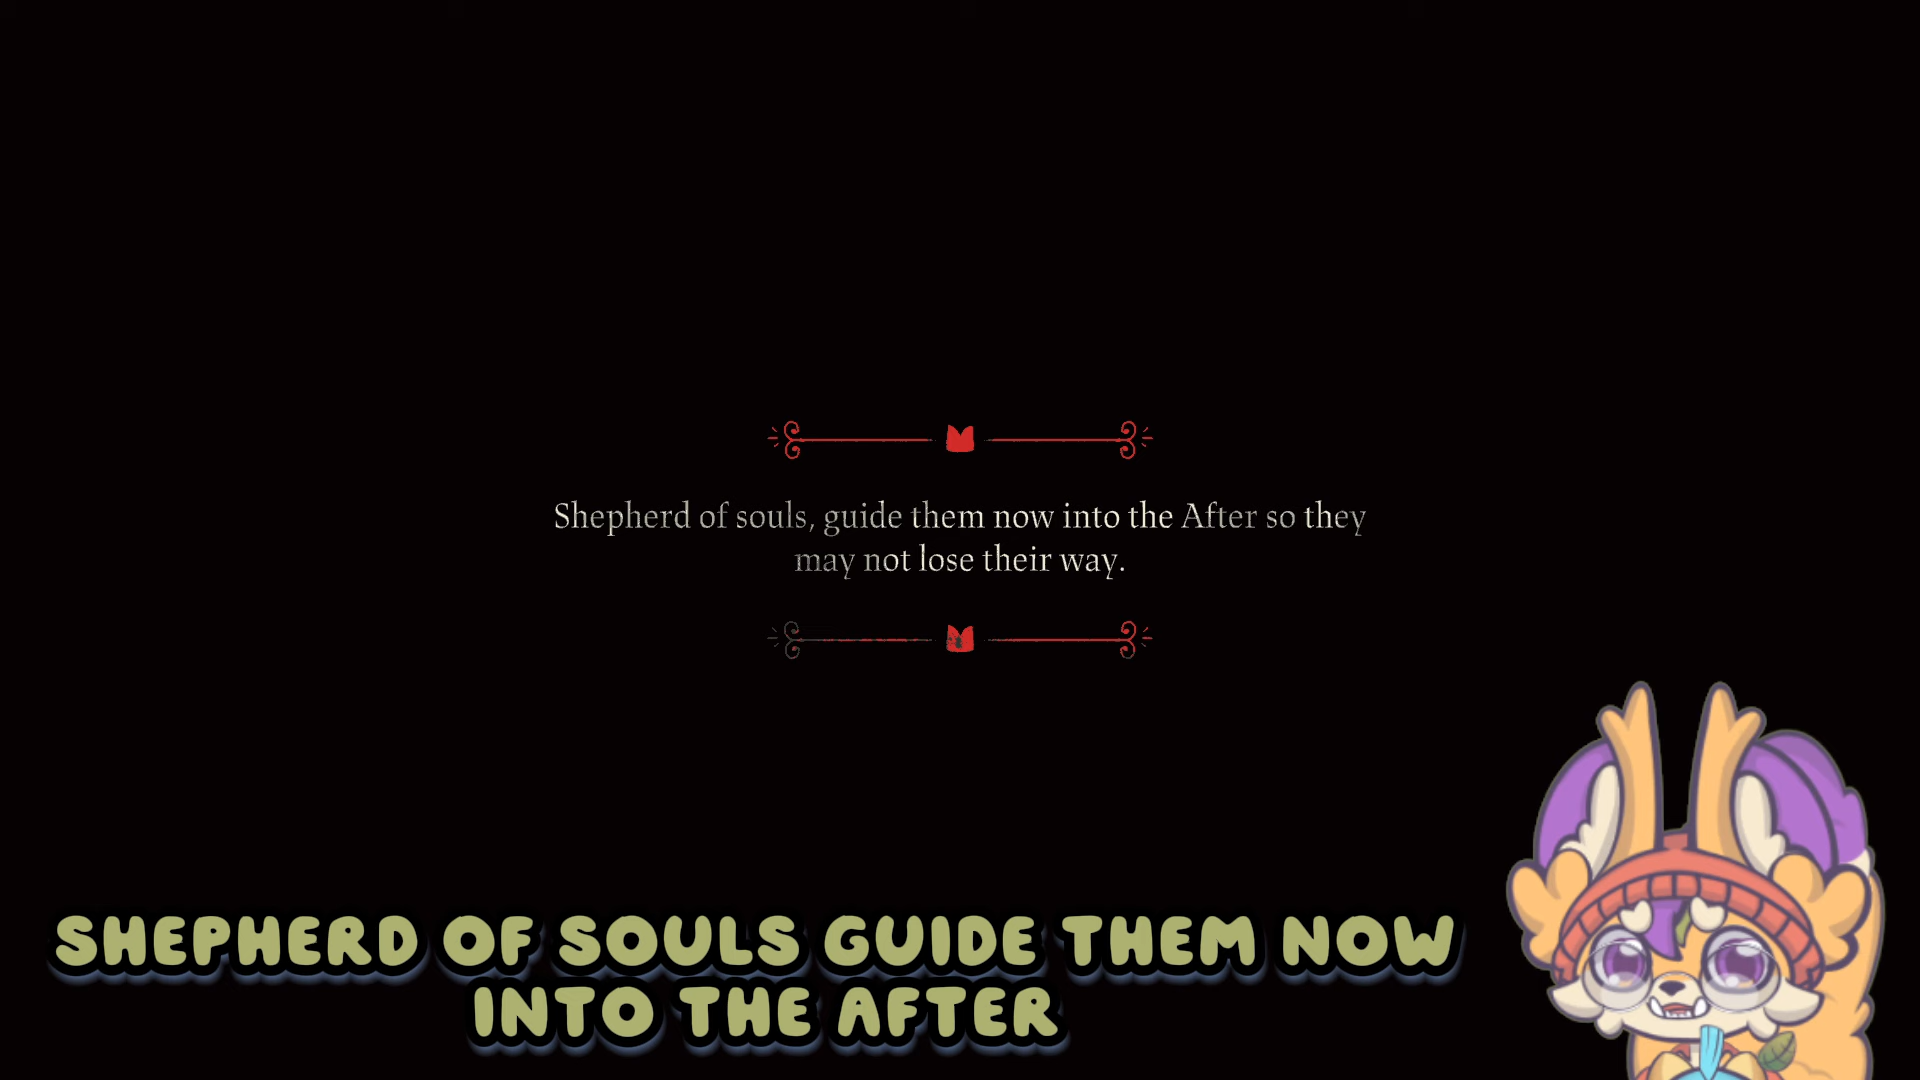 Shepherd of souls, guide them now into the After so they
may not lose their way.
SHEPHERD OF SOULS GUIDE THEM NOW
INTO THE AFTER